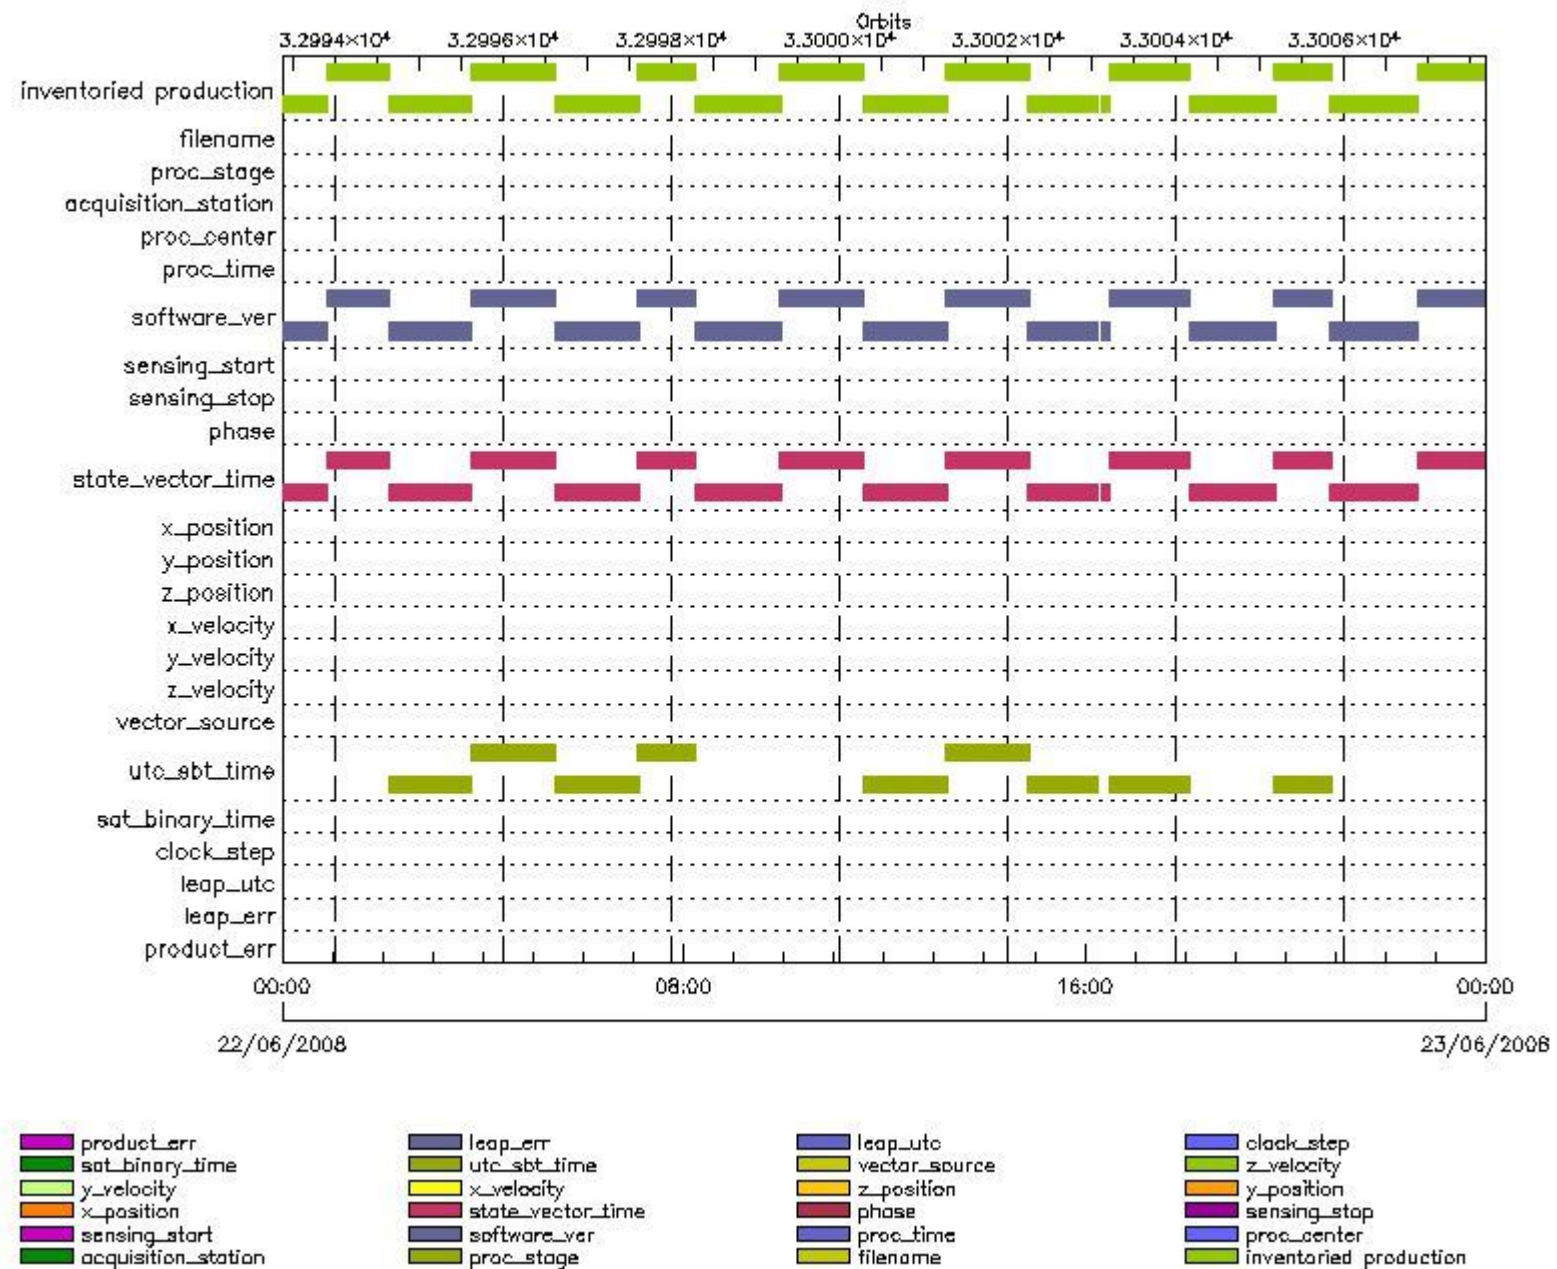 Orbits
3.2994×10⁴ 3.2996×10⁴ 3.2998×10⁴ 3.3000×10⁴ 3.3002×10⁴ 3.3004×10⁴ 3.3006×10⁴
inventoried production
filename
proc_stage
acquisition_station
proc_center
proc_time
software_ver
sensing_start
sensing_stop
phase
state_vector_time
x_position
y_position
z_position
x_velocity
y_velocity
z_velocity
vector_source
utc_sbt_time
sat_binary_time
clock_step
leap_utc
leap_err
product_err
00:00 08:00 16:00 00:00
22/06/2008 23/06/2008
product_err leap_err leap_utc clock_step
sat_binary_time utc_sbt_time vector_source z_velocity
y_velocity x_velocity z_position y_position
x_position state_vector_time phase sensing_stop
sensing_start software_ver proc_time proc_center
acquisition_station proc_stage filename inventoried production